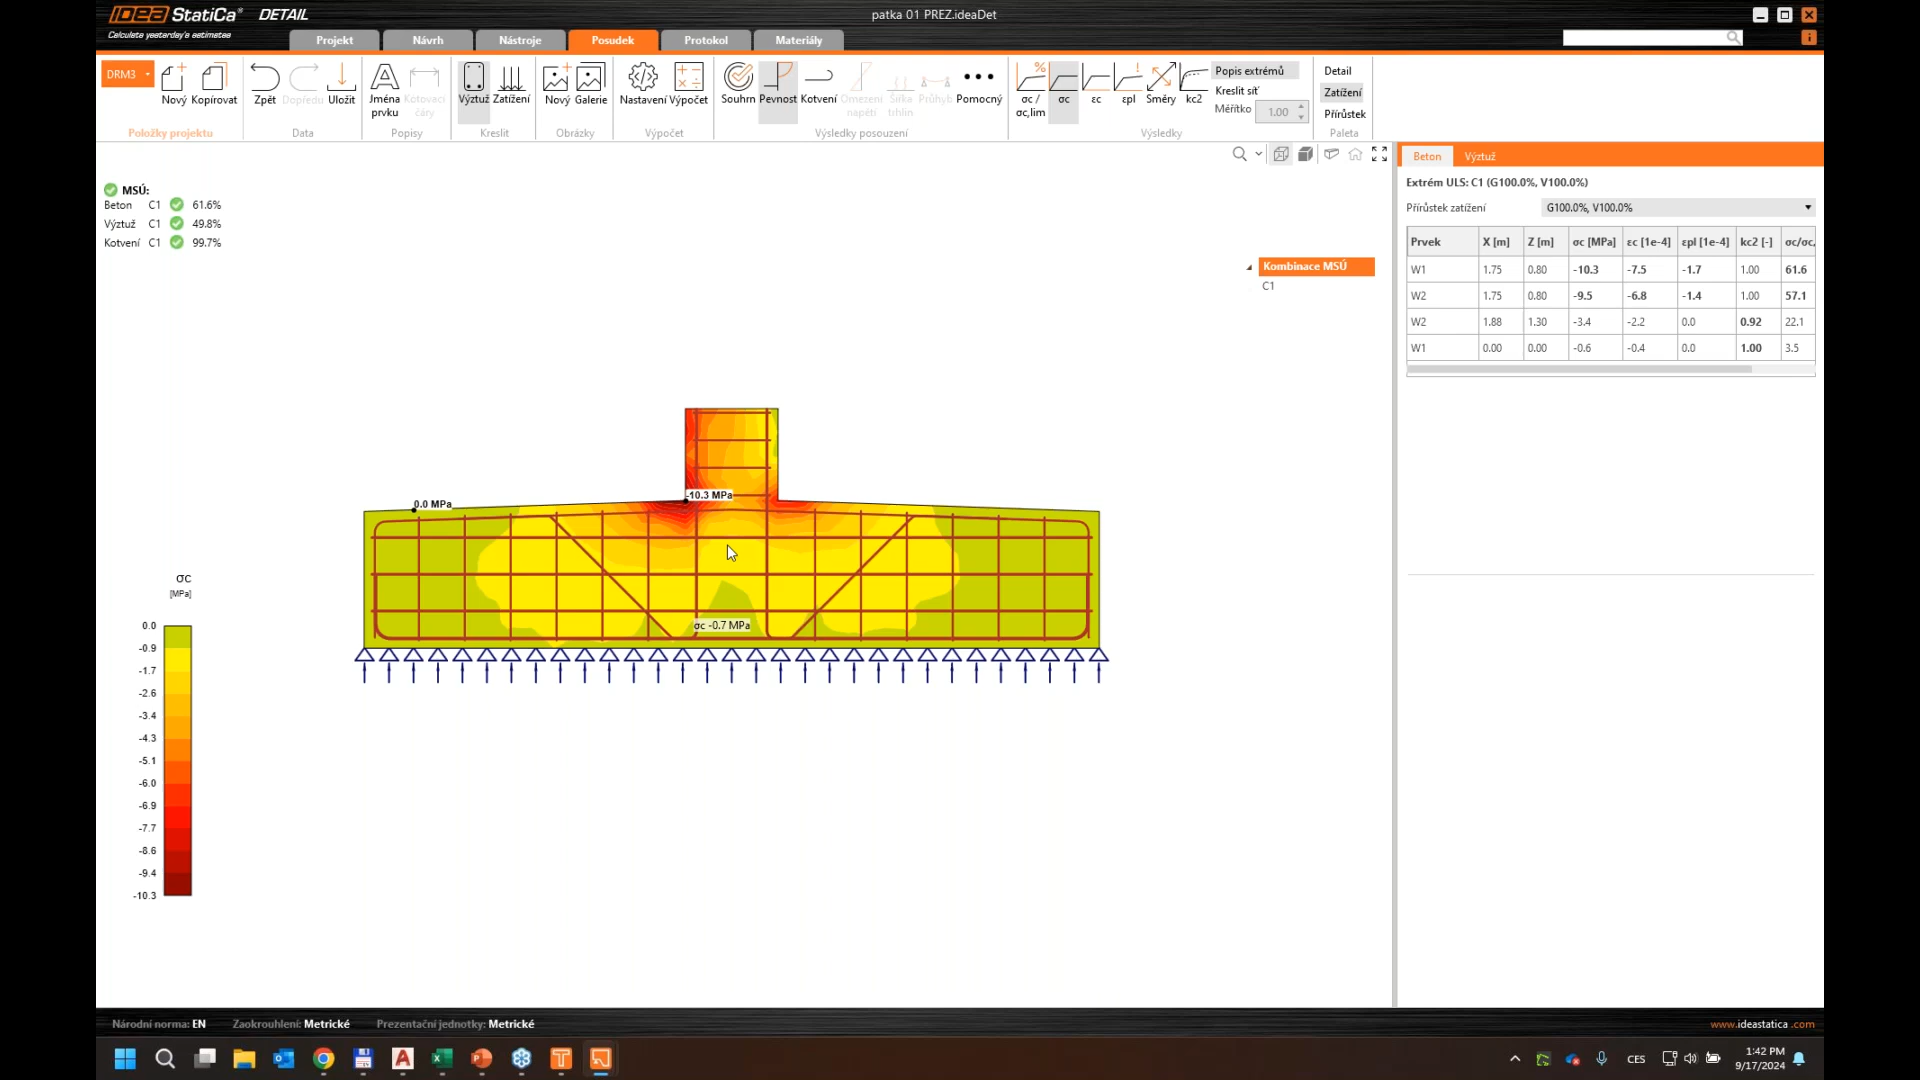 IDEA StatiCa® DETAIL
Calculate yesterday's estimates
patka 01 PREZ.ideaDet
Projekt Návrh Nástroje Posudek Protokol Materiály
DRM3
Nový Kopírovat
Položky projektu
Zpět Dopředu Uložit
Data
Jména prvku Kótovací čáry
Popisy
Výztuž Zatížení
Kreslit
Nový Galerie
Obrázky
Nastavení Výpočet
Výpočet
Souhrn Pevnost Kotvení Omezení napětí Šířka trhlin Průhyb Pomocný
Výsledky posouzení
σc / σc,lim σc εc εpl Směry kc2
Popis extrémů
Kreslit síť
Měřítko 1.00
Výsledky
Detail
Zatížení
Přírůstek
Paleta
MSÚ:
Beton C1 61.6%
Výztuž C1 49.8%
Kotvení C1 99.7%
Kombinace MSÚ
C1
0.0 MPa
-10.3 MPa
σc -0.7 MPa
σc
[MPa]
0.0
-0.9
-1.7
-2.6
-3.4
-4.3
-5.1
-6.0
-6.9
-7.7
-8.6
-9.4
-10.3
Beton Výztuž
Extrém ULS: C1 (G100.0%, V100.0%)
Přírůstek zatížení G100.0%, V100.0%
Prvek X [m] Z [m] σc [MPa] εc [1e-4] εpl [1e-4] kc2 [-] σc/σc,
W1 1.75 0.80 -10.3 -7.5 -1.7 1.00 61.6
W2 1.75 0.80 -9.5 -6.8 -1.4 1.00 57.1
W2 1.88 1.30 -3.4 -2.2 0.0 0.92 22.1
W1 0.00 0.00 -0.6 -0.4 0.0 1.00 3.5
Národní norma: EN Zaokrouhlení: Metrické Prezentační jednotky: Metrické
www.ideastatica.com
CES
1:42 PM
9/17/2024